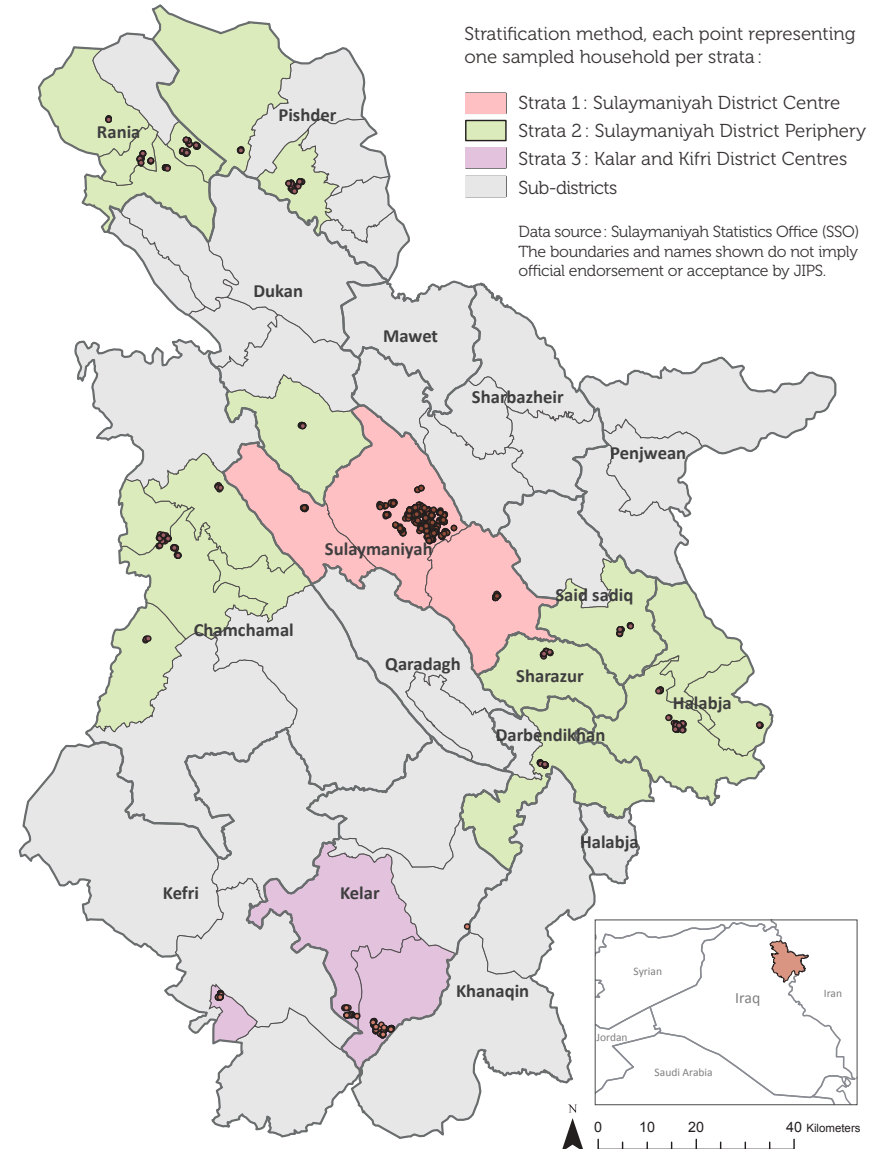 Stratification method, each point representing
one sampled household per strata:
Strata 1: Sulaymaniyah District Centre
Strata 2: Sulaymaniyah District Periphery
Strata 3: Kalar and Kifri District Centres
Sub-districts
Data source: Sulaymaniyah Statistics Office (SSO)
The boundaries and names shown do not imply
official endorsement or acceptance by JIPS.
Pishder
Rania
Dukan
Mawet
Sharbazheir
Penjwean
Sulaymaniyah
Said sadiq
Chamchamal
Qaradagh
Sharazur
Halabja
Darbendikhan
Halabja
Kefri
Kelar
Khanaqin
Syrian
Iraq
Iran
Jordan
Saudi Arabia
N
0 10 20 40 Kilometers